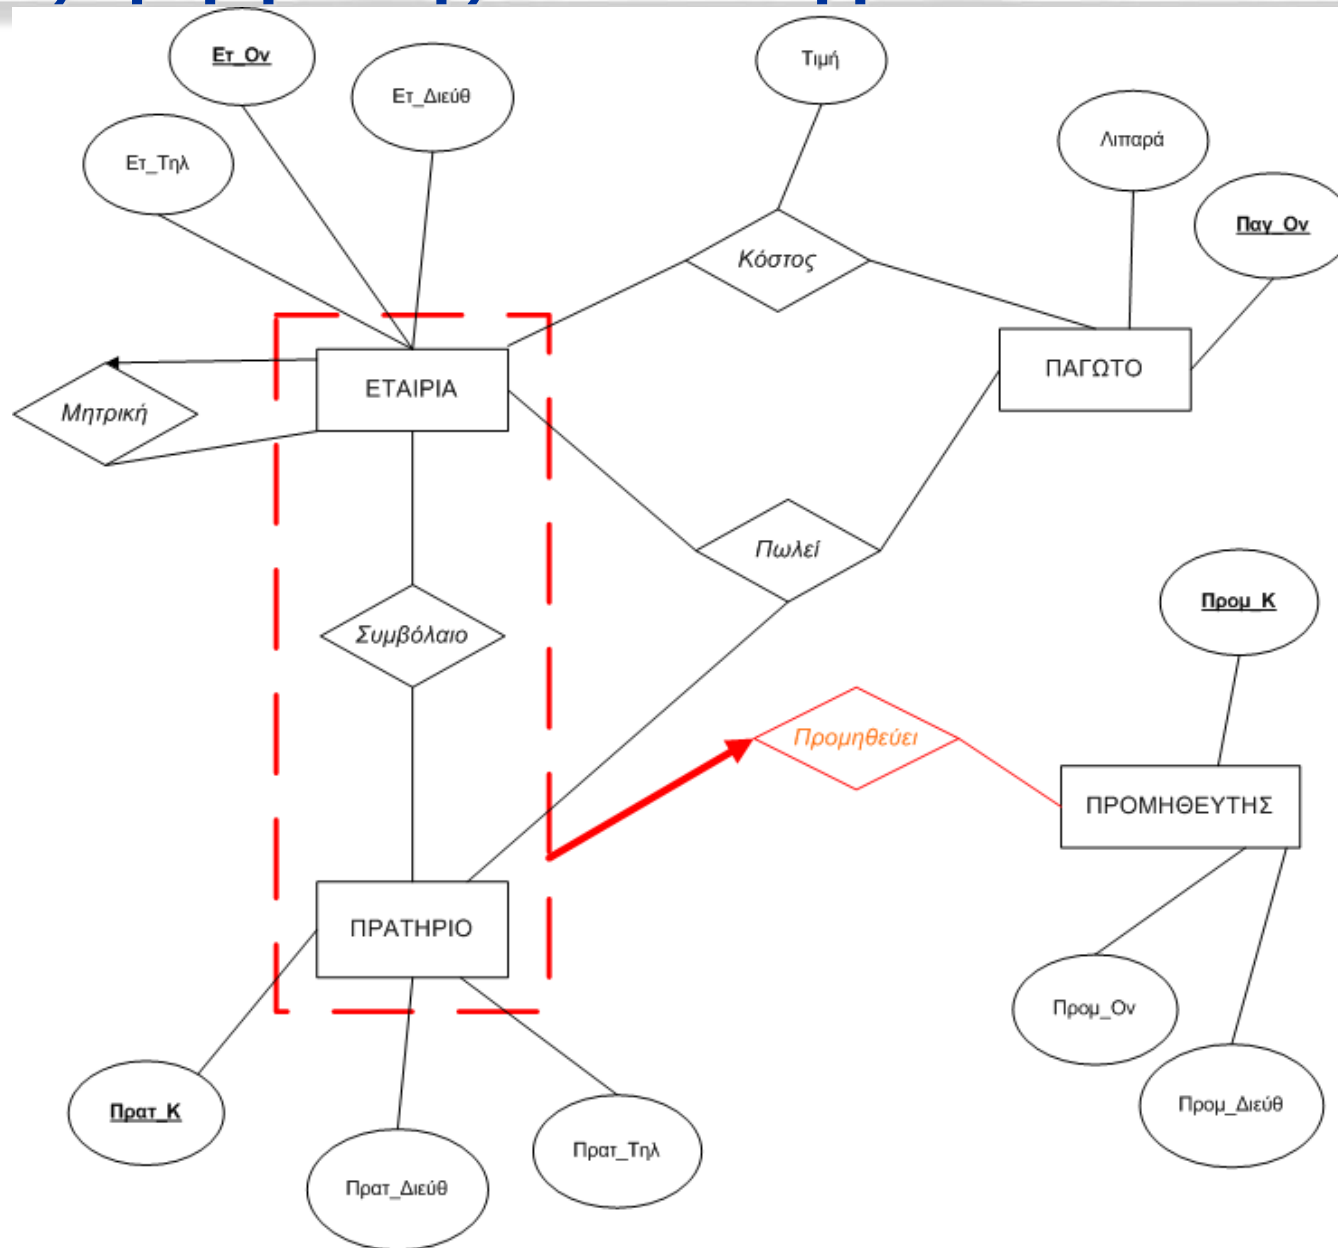 Ετ_Ον
Τιμή
Ετ_Διεύθ
Λιπαρά
Ετ_Τηλ
Παγ_Ον
Κόστος
ΠΑΓΩΤΟ
ΕΤΑΙΡΙΑ
Μητρική
Πωλεί
Προμ_Κ
Συμβόλαιο
Προμηθεύει
ΠΡΟΜΗΘΕΥΤΗΣ
ΠΡΑΤΗΡΙΟ
Προμ_Ον
Πρατ_Κ
Προμ_Διεύθ
Πρατ_Τηλ
Πρατ_Διεύθ